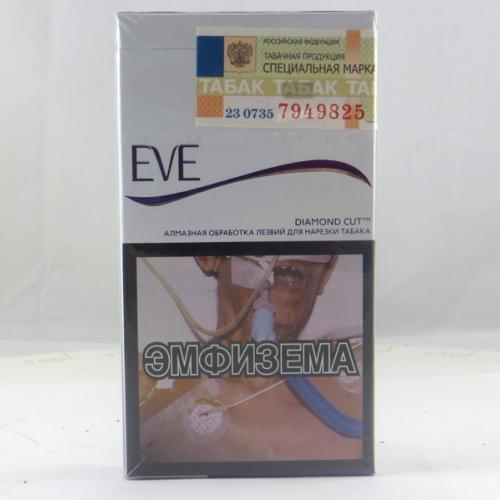 РОССИЙСКАЯ ФЕДЕРАЦИЯ
ТАБАЧНАЯ ПРОДУКЦИЯ
СПЕЦИАЛЬНАЯ МАРКА
ТАБАК ТАБАК ТА
23 0735 7949825
EVE
DIAMOND CUT™
АЛМАЗНАЯ ОБРАБОТКА ЛЕЗВИЙ ДЛЯ НАРЕЗКИ ТАБАКА
ЭМФИЗЕМА